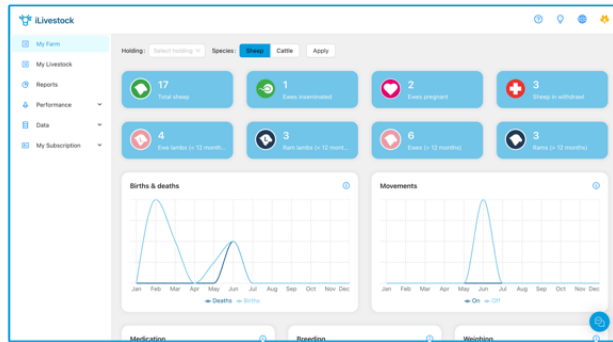 iLivestock
My Farm
My Livestock
Reports
Performance
Data
My Subscription
Holding: Select holding Species: Sheep Cattle Apply
17
Total sheep
1
Ewes inseminated
2
Ewes pregnant
3
Sheep in withdrawl
4
Ewe lambs (< 12 month...
3
Ram lambs (< 12 mont...
6
Ewes (> 12 months)
3
Rams (> 12 months)
Births & deaths
Jan Feb Mar Apr May Jun Jul Aug Sep Oct Nov Dec
Deaths Births
Movements
Jan Feb Mar Apr May Jun Jul Aug Sep Oct Nov Dec
On Off
Medication
Breeding
Weighing